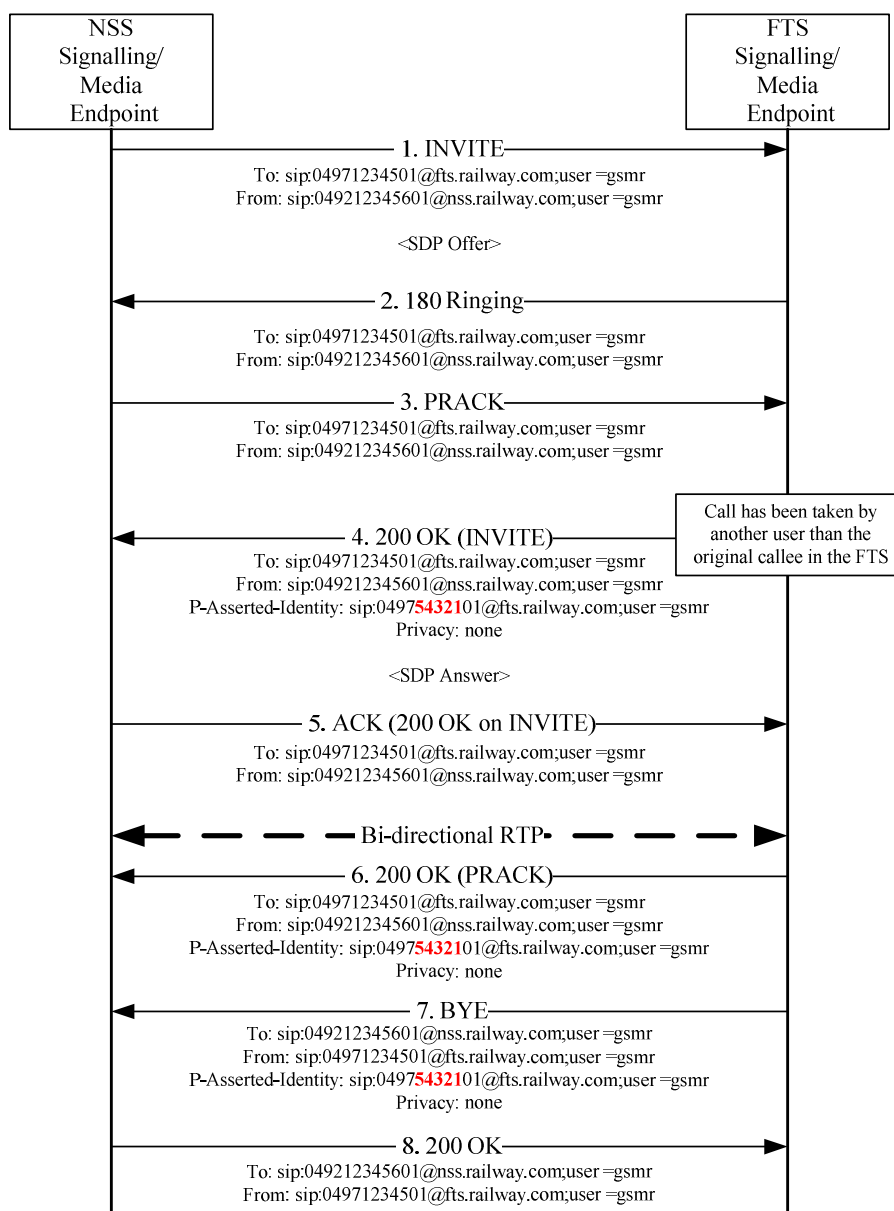 NSS
Signalling/
Media
Endpoint
FTS
Signalling/
Media
Endpoint
1. INVITE
To: sip:04971234501@fts.railway.com;user =gsmr
From: sip:049212345601@nss.railway.com;user =gsmr
<SDP Offer>
2. 180 Ringing
To: sip:04971234501@fts.railway.com;user =gsmr
From: sip:049212345601@nss.railway.com;user =gsmr
3. PRACK
To: sip:04971234501@fts.railway.com;user =gsmr
From: sip:049212345601@nss.railway.com;user =gsmr
Call has been taken by
another user than the
original callee in the FTS
4. 200 OK (INVITE)
To: sip:04971234501@fts.railway.com;user =gsmr
From: sip:049212345601@nss.railway.com;user =gsmr
P-Asserted-Identity: sip:04975432101@fts.railway.com;user =gsmr
Privacy: none
<SDP Answer>
5. ACK (200 OK on INVITE)
To: sip:04971234501@fts.railway.com;user =gsmr
From: sip:049212345601@nss.railway.com;user =gsmr
Bi-directional RTP
6. 200 OK (PRACK)
To: sip:04971234501@fts.railway.com;user =gsmr
From: sip:049212345601@nss.railway.com;user =gsmr
P-Asserted-Identity: sip:04975432101@fts.railway.com;user =gsmr
Privacy: none
7. BYE
To: sip:049212345601@nss.railway.com;user =gsmr
From: sip:04971234501@fts.railway.com;user =gsmr
P-Asserted-Identity: sip:04975432101@fts.railway.com;user =gsmr
Privacy: none
8. 200 OK
To: sip:049212345601@nss.railway.com;user =gsmr
From: sip:04971234501@fts.railway.com;user =gsmr